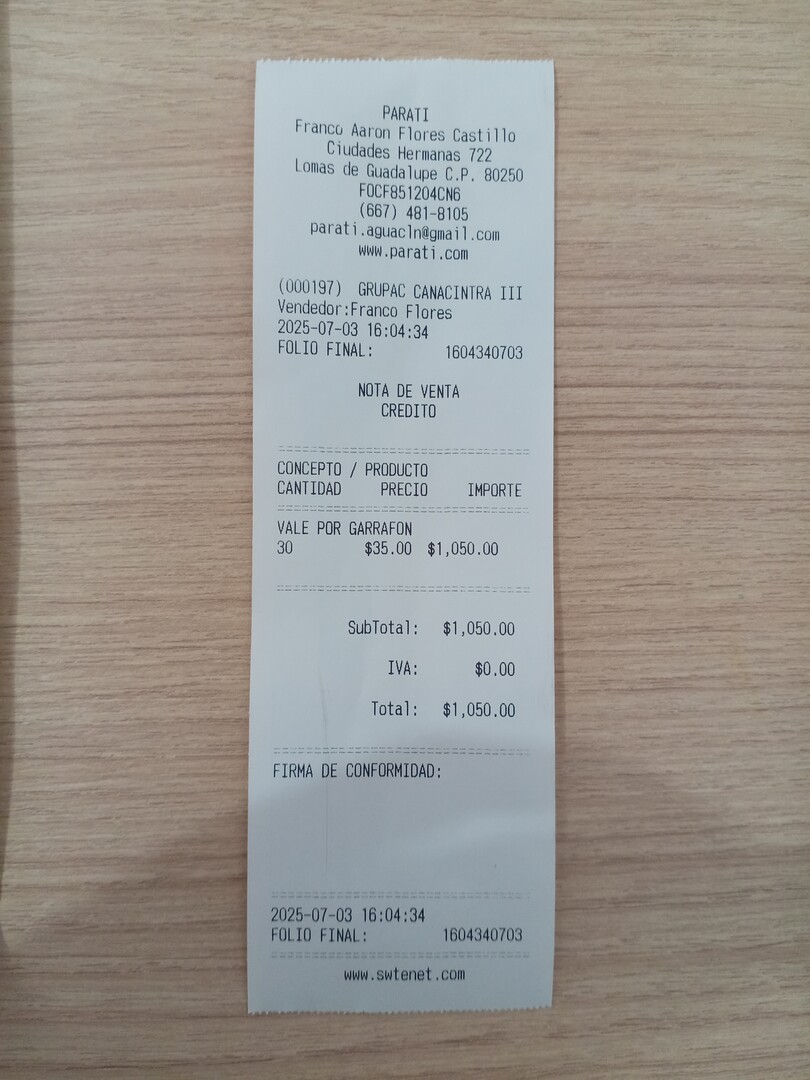 PARATI
Franco Aaron Flores Castillo
Ciudades Hermanas 722
Lomas de Guadalupe C.P. 80250
FOCF851204CN6
(667) 481-8105
parati.aguacln@gmail.com
www.parati.com
(000197) GRUPAC CANACINTRA III
Vendedor:Franco Flores
2025-07-03 16:04:34
FOLIO FINAL: 1604340703
NOTA DE VENTA
CREDITO
CONCEPTO / PRODUCTO
CANTIDAD PRECIO IMPORTE
VALE POR GARRAFON
30 $35.00 $1,050.00
SubTotal: $1,050.00
IVA: $0.00
Total: $1,050.00
FIRMA DE CONFORMIDAD:
2025-07-03 16:04:34
FOLIO FINAL: 1604340703
www.swtenet.com